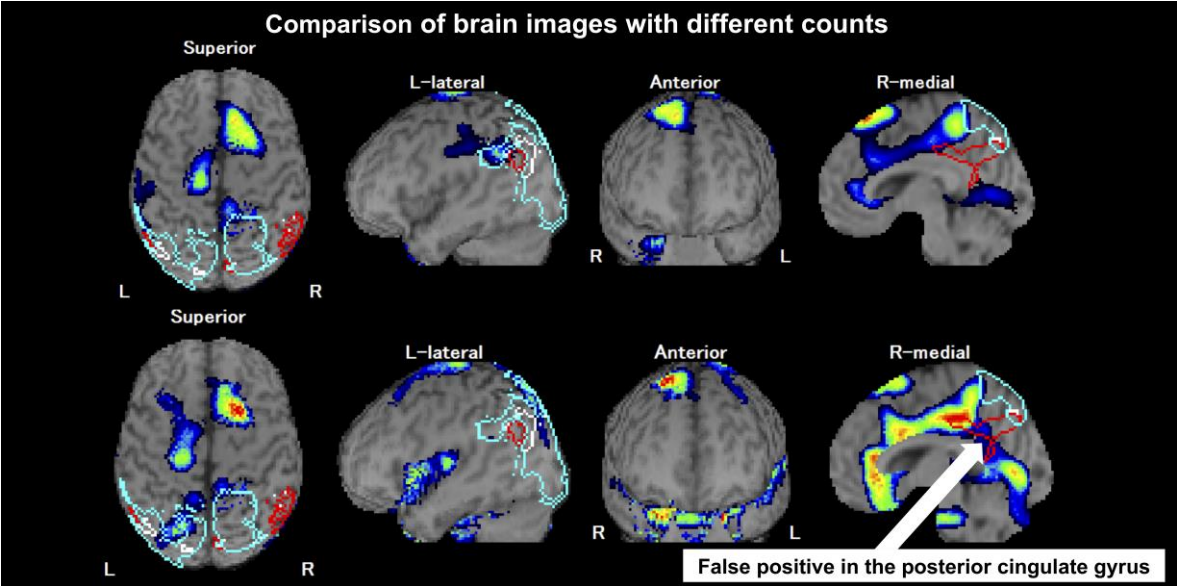 Comparison of brain images with different counts
Superior
L-lateral
Anterior
R-medial
R
L
L
R
Superior
L-lateral
Anterior
R-medial
R
L
L
R
False positive in the posterior cingulate gyrus